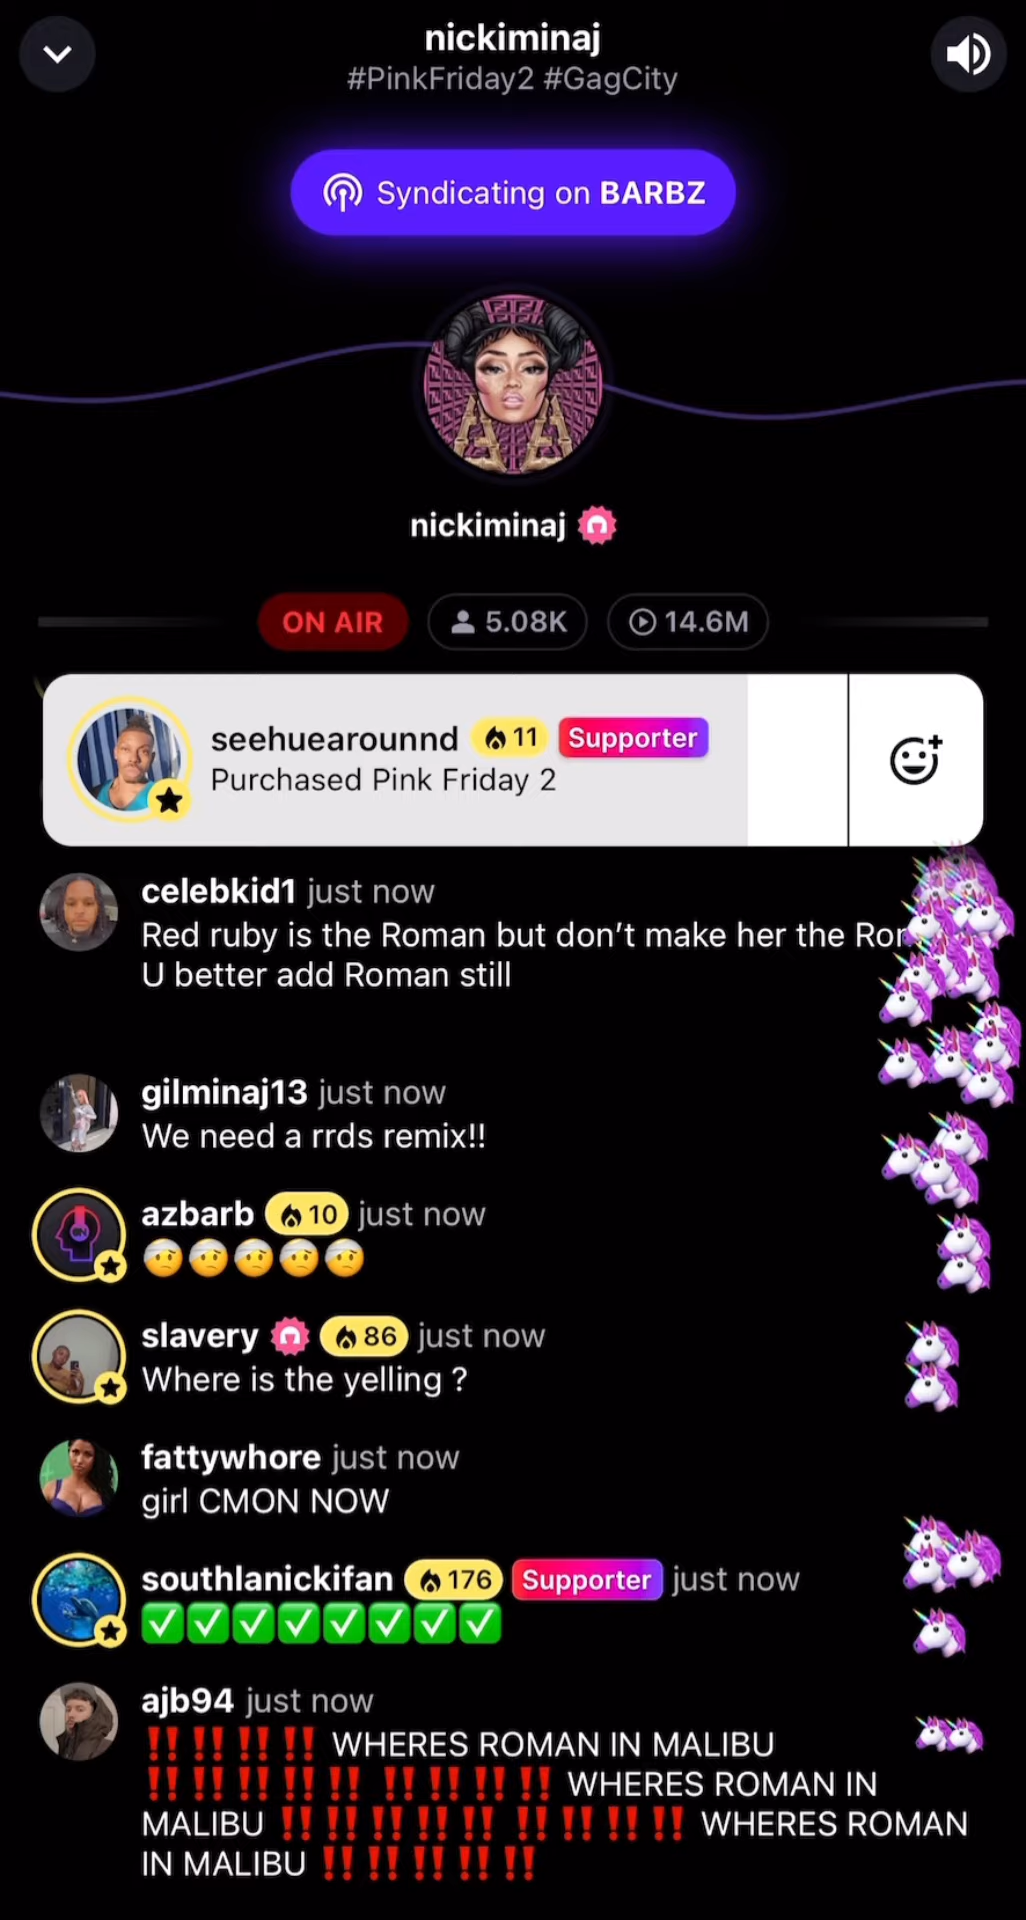 nickiminaj
#PinkFriday2 #GagCity
Syndicating on BARBZ
nickiminaj
ON AIR 5.08K 14.6M
seehuearounnd 11 Supporter
Purchased Pink Friday 2
celebkid1 just now
Red ruby is the Roman but don’t make her the
U better add Roman still
gilminaj13 just now
We need a rrds remix!!
azbarb 10 just now
🤕🤕🤕🤕🤕
slavery 86 just now
Where is the yelling ?
fattywhore just now
girl CMON NOW
southlanickifan 176 Supporter just now
✅✅✅✅✅✅✅✅
ajb94 just now
‼️‼️‼️‼️ WHERES ROMAN IN MALIBU
‼️‼️‼️‼️‼️ ‼️‼️‼️‼️ WHERES ROMAN IN
MALIBU ‼️‼️‼️‼️‼️ ‼️‼️‼️‼️ WHERES ROMAN
IN MALIBU ‼️‼️‼️‼️‼️